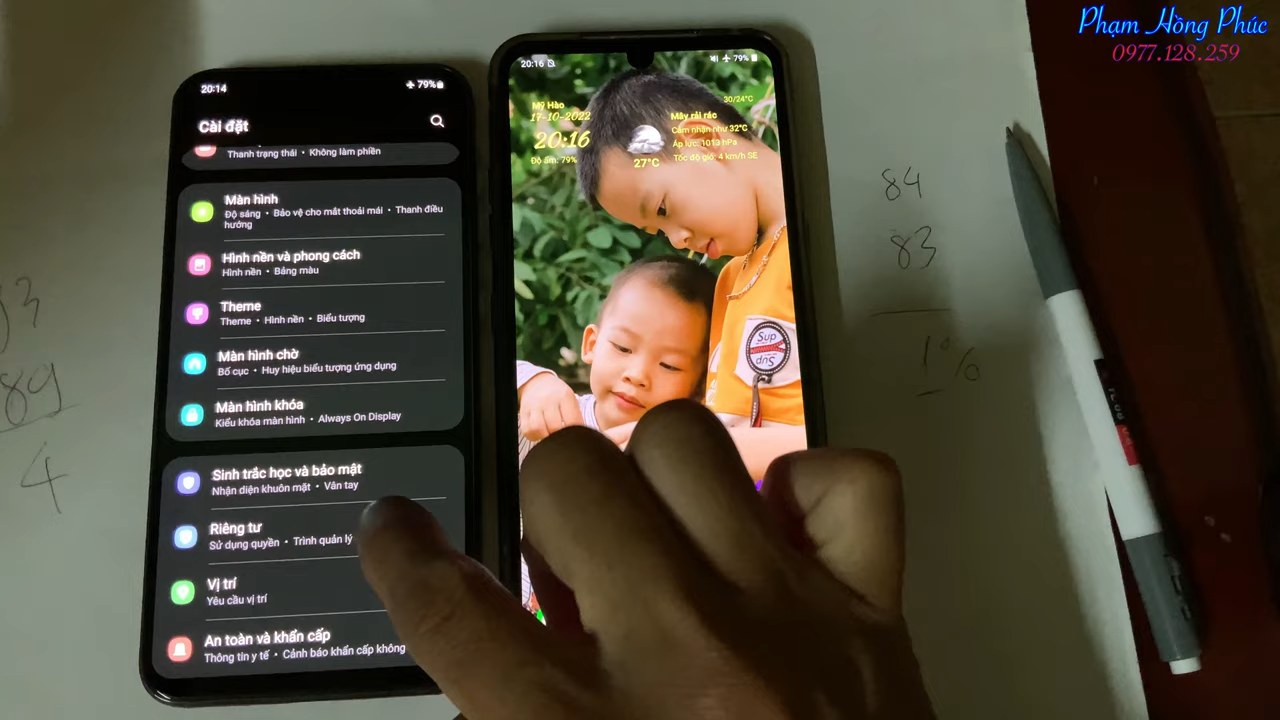 Phạm Hồng Phúc
0977.128.259
20:14
79%
Cài đặt
Thanh trạng thái • Không làm phiền
Màn hình
Độ sáng • Bảo vệ cho mắt thoải mái • Thanh điều
hướng
Hình nền và phong cách
Hình nền • Bảng màu
Theme
Theme • Hình nền • Biểu tượng
Màn hình chờ
Bố cục • Huy hiệu biểu tượng ứng dụng
Màn hình khóa
Kiểu khóa màn hình • Always On Display
Sinh trắc học và bảo mật
Nhận diện khuôn mặt • Vân tay
Riêng tư
Sử dụng quyền • Trình quản lý
Vị trí
Yêu cầu vị trí
An toàn và khẩn cấp
Thông tin y tế • Cảnh báo khẩn cấp không
20:16
79%
Mỹ Hào
17-10-2022
20:16
Độ ẩm: 79%
27°C
30/24°C
Mây rải rác
Cảm nhận như 32°C
Áp lực: 1013 hPa
Tốc độ gió: 4 km/h SE
Sup
Sup
84
83
1%
89
4